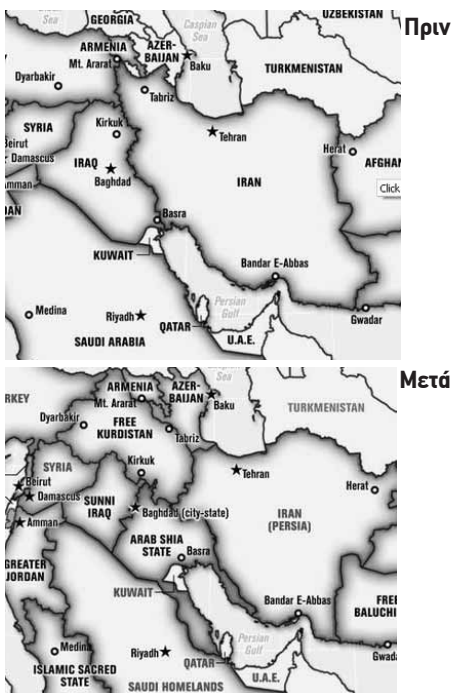 Πριν
Sea
GEORGIA
Caspian
Sea
UZBEKISTAN
ARMENIA
AZER-
BAIJAN
Mt. Ararat
Baku
TURKMENISTAN
Dyarbakir
Tabriz
SYRIA
Kirkuk
Tehran
Beirut
Damascus
IRAQ
Herat
AFGHAN
Baghdad
IRAN
Click
mman
DAN
Basra
KUWAIT
Bandar E-Abbas
Medina
Riyadh
Persian
Gulf
Gwadar
QATAR
SAUDI ARABIA
U.A.E.
Μετά
ARMENIA
AZER-
BAIJAN
Sea
RKEY
Mt. Ararat
Baku
TURKMENISTAN
Dyarbakir
FREE
KURDISTAN
Tabriz
SYRIA
Kirkuk
Tehran
Beirut
Damascus
SUNNI
IRAQ
Herat
Baghdad (city-state)
IRAN
(PERSIA)
Amman
ARAB SHIA
STATE
Basra
GREATER
JORDAN
KUWAIT
Bandar E-Abbas
FREE
BALUCHI
Medina
Riyadh
Persian
Gulf
Gwada
ISLAMIC SACRED
STATE
QATAR
U.A.E.
SAUDI HOMELANDS